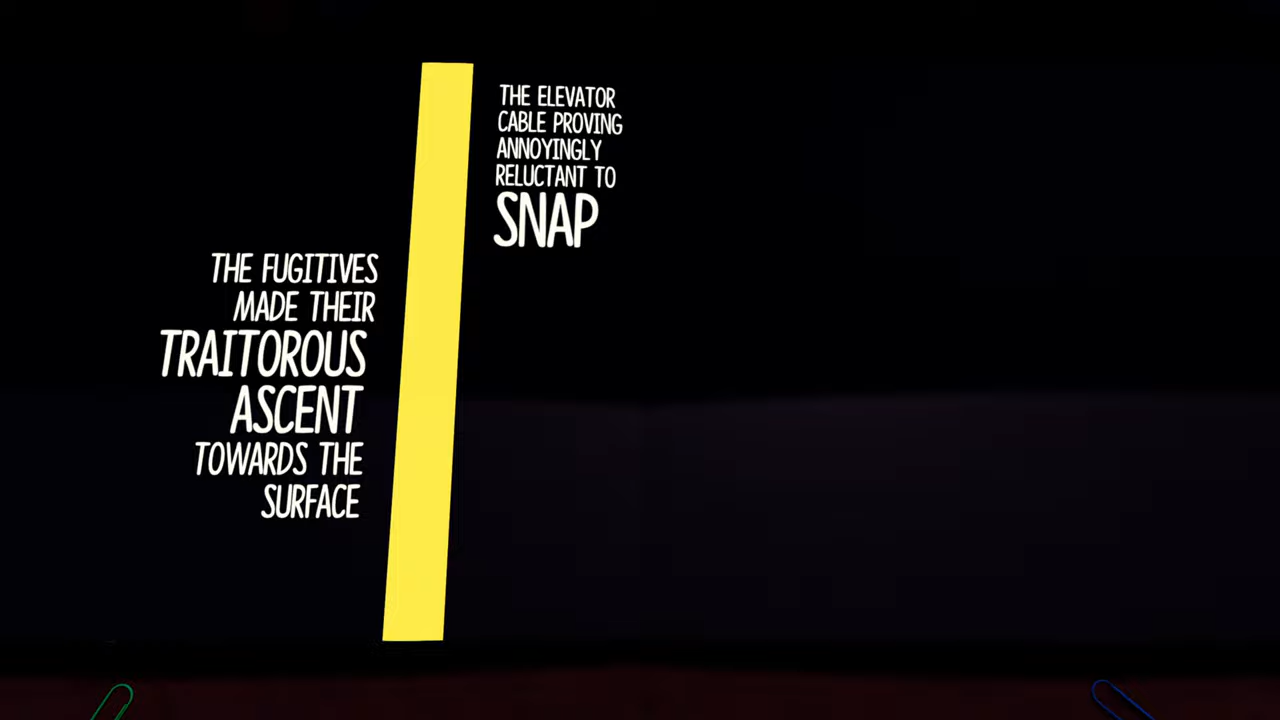 THE FUGITIVES
MADE THEIR
TRAITOROUS
ASCENT
TOWARDS THE
SURFACE
THE ELEVATOR
CABLE PROVING
ANNOYINGLY
RELUCTANT TO
SNAP